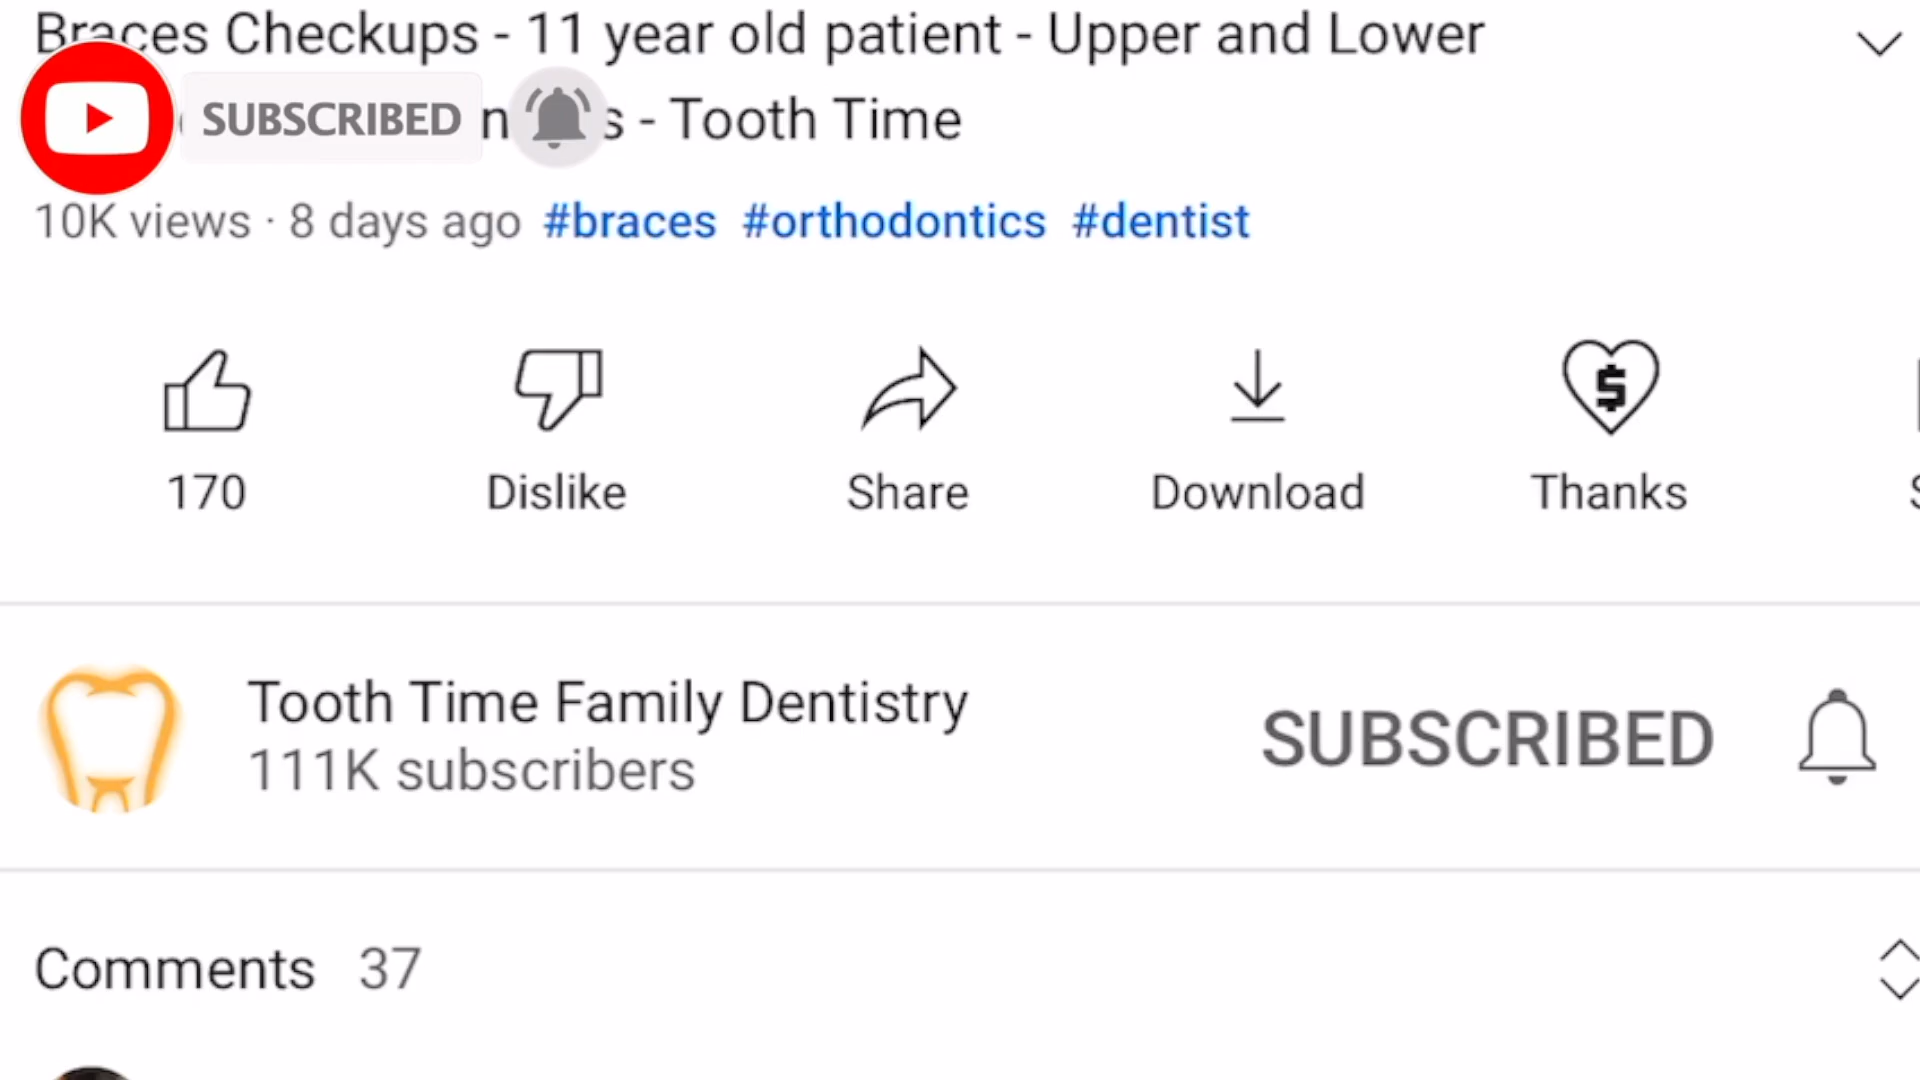 Braces Checkups - 11 year old patient - Upper and Lower
SUBSCRIBED
- Tooth Time
10K views · 8 days ago #braces #orthodontics #dentist
170 Dislike Share Download Thanks
Tooth Time Family Dentistry
111K subscribers
SUBSCRIBED
Comments 37